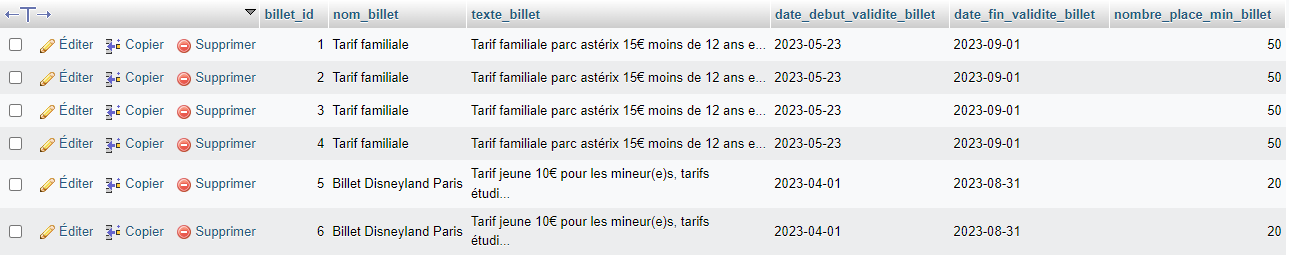 billet_id nom_billet texte_billet date_debut_validite_billet date_fin_validite_billet nombre_place_min_billet
Éditer Copier Supprimer 1 Tarif familiale Tarif familiale parc astérix 15€ moins de 12 ans e... 2023-05-23 2023-09-01 50
Éditer Copier Supprimer 2 Tarif familiale Tarif familiale parc astérix 15€ moins de 12 ans e... 2023-05-23 2023-09-01 50
Éditer Copier Supprimer 3 Tarif familiale Tarif familiale parc astérix 15€ moins de 12 ans e... 2023-05-23 2023-09-01 50
Éditer Copier Supprimer 4 Tarif familiale Tarif familiale parc astérix 15€ moins de 12 ans e... 2023-05-23 2023-09-01 50
Éditer Copier Supprimer 5 Billet Disneyland Paris Tarif jeune 10€ pour les mineur(e)s, tarifs 2023-04-01 2023-08-31 20
étudi...
Éditer Copier Supprimer 6 Billet Disneyland Paris Tarif jeune 10€ pour les mineur(e)s, tarifs 2023-04-01 2023-08-31 20
étudi...